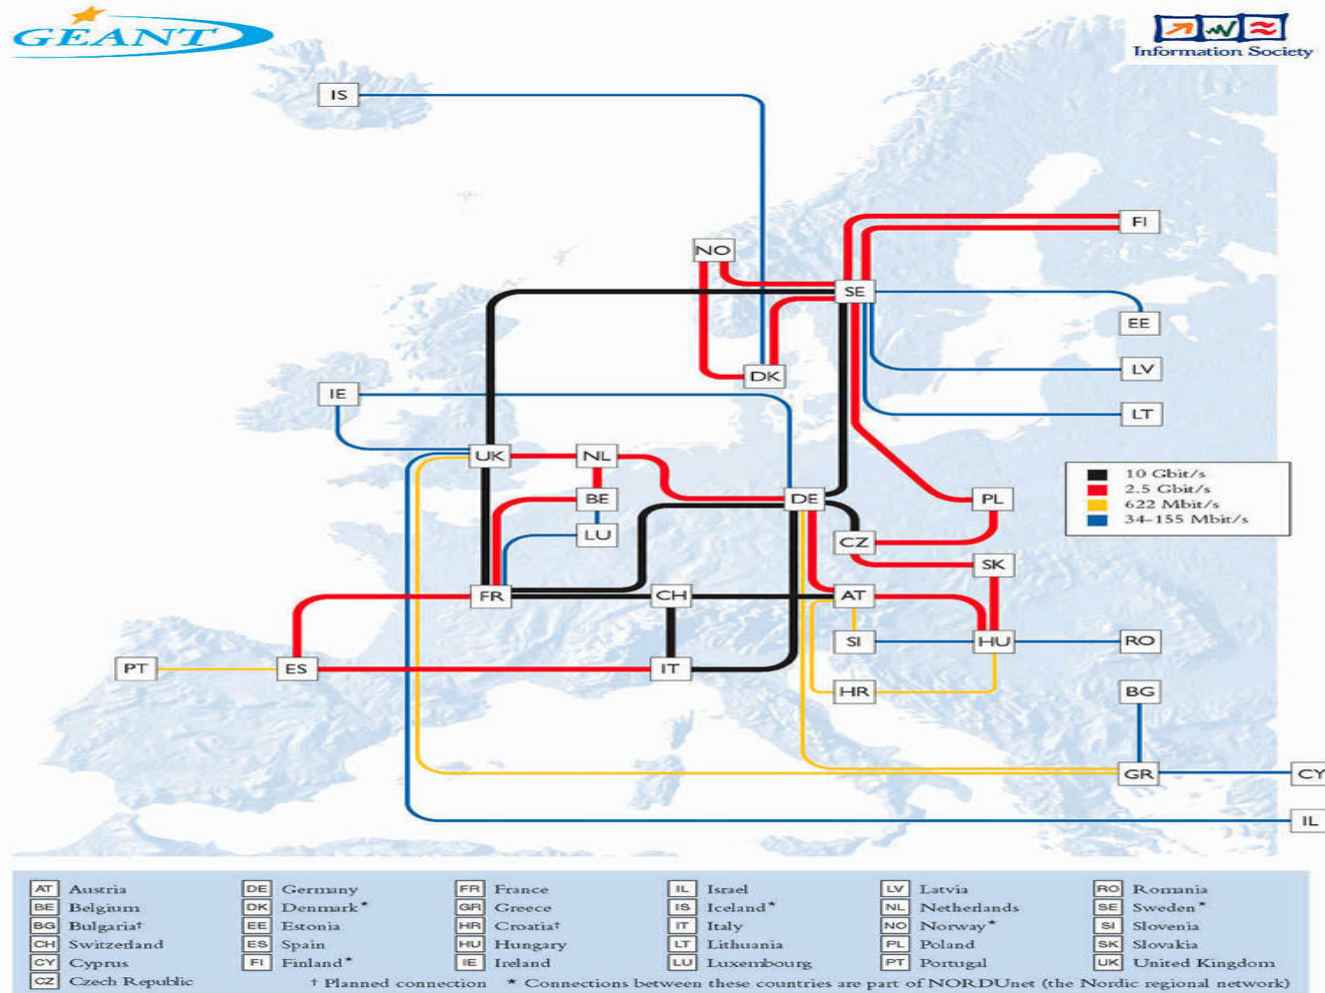 GEANT
Information Society
IS
FI
NO
SE
EE
LV
DK
IE
LT
UK
NL
10 Gbit/s
2.5 Gbit/s
622 Mbit/s
34-155 Mbit/s
BE
DE
PL
LU
CZ
SK
FR
CH
AT
SI
HU
RO
PT
ES
IT
HR
BG
GR
CY
IL
AT Austria
BE Belgium
BG Bulgaria†
CH Switzerland
CY Cyprus
CZ Czech Republic
DE Germany
DK Denmark*
EE Estonia
ES Spain
FI Finland*
FR France
GR Greece
HR Croatia†
HU Hungary
IE Ireland
IL Israel
IS Iceland*
IT Italy
LT Lithuania
LU Luxembourg
LV Latvia
NL Netherlands
NO Norway*
PL Poland
PT Portugal
RO Romania
SE Sweden*
SI Slovenia
SK Slovakia
UK United Kingdom
† Planned connection * Connections between these countries are part of NORDUnet (the Nordic regional network)